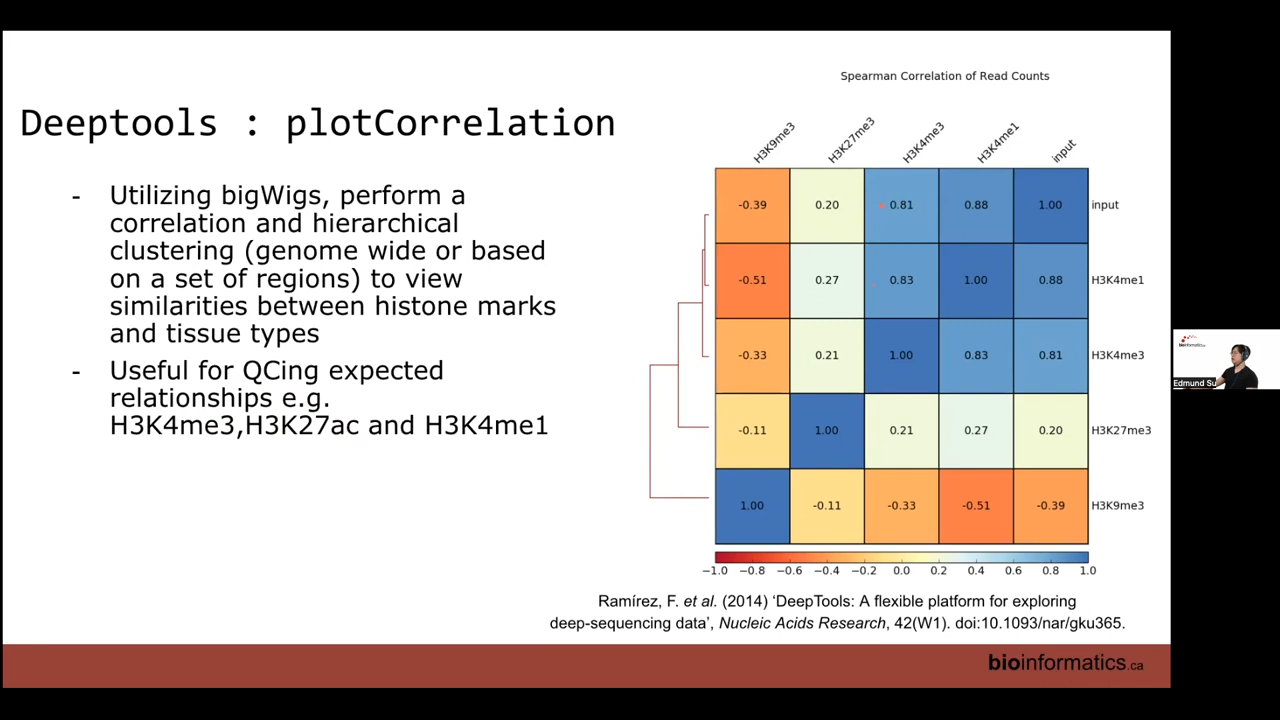 Deeptools : plotCorrelation
- Utilizing bigWigs, perform a
correlation and hierarchical
clustering (genome wide or based
on a set of regions) to view
similarities between histone marks
and tissue types
- Useful for QCing expected
relationships e.g.
H3K4me3,H3K27ac and H3K4me1
Spearman Correlation of Read Counts
H3K9me3 H3K27me3 H3K4me3 H3K4me1 input
-0.39 0.20 0.81 0.88 1.00 input
-0.51 0.27 0.83 1.00 0.88 H3K4me1
-0.33 0.21 1.00 0.83 0.81 H3K4me3
-0.11 1.00 0.21 0.27 0.20 H3K27me3
1.00 -0.11 -0.33 -0.51 -0.39 H3K9me3
−1.0 −0.8 −0.6 −0.4 −0.2 0.0 0.2 0.4 0.6 0.8 1.0
Ramírez, F. et al. (2014) ‘DeepTools: A flexible platform for exploring
deep-sequencing data’, Nucleic Acids Research, 42(W1). doi:10.1093/nar/gku365.
bioinformatics.ca
bioinformatics.ca
Edmund Su